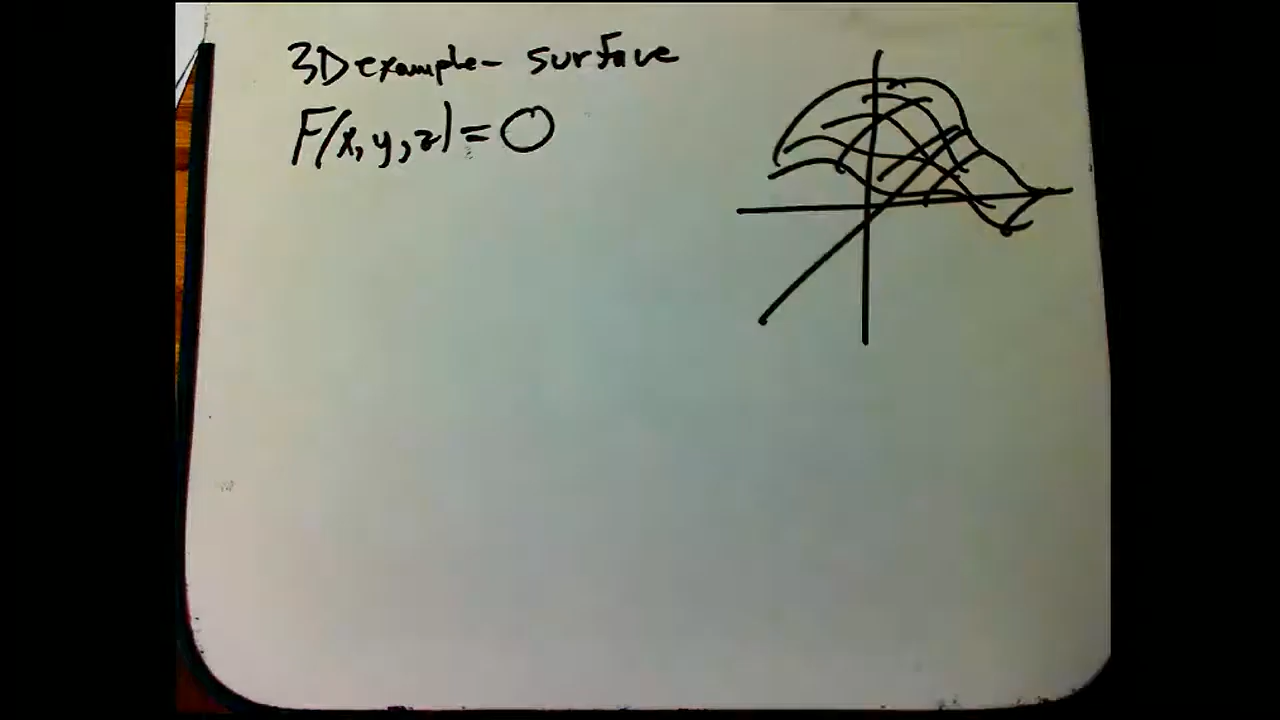 3D example - surface
F(x, y, z) = 0